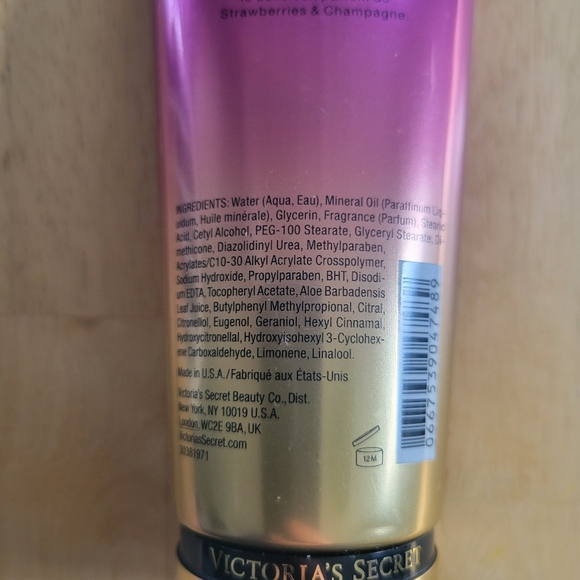 Strawberries & Champagne.
INGREDIENTS: Water (Aqua, Eau), Mineral Oil (Paraffinum Liq-
uidum, Huile minérale), Glycerin, Fragrance (Parfum), Stearic
Acid, Cetyl Alcohol, PEG-100 Stearate, Glyceryl Stearate, Di-
methicone, Diazolidinyl Urea, Methylparaben,
Acrylates/C10-30 Alkyl Acrylate Crosspolymer,
Sodium Hydroxide, Propylparaben, BHT, Disodi-
um EDTA, Tocopheryl Acetate, Aloe Barbadensis
Leaf Juice, Butylphenyl Methylpropional, Citral,
Citronellol, Eugenol, Geraniol, Hexyl Cinnamal,
Hydroxycitronellal, Hydroxyisohexyl 3-Cyclohex-
ene Carboxaldehyde, Limonene, Linalool.
Made in U.S.A./Fabriqué aux États-Unis
Victoria's Secret Beauty Co., Dist.
New York, NY 10019 U.S.A.
London, WC2E 9BA, UK
VictoriasSecret.com
30381971
12M
0667539047489
VICTORIA'S SECRET